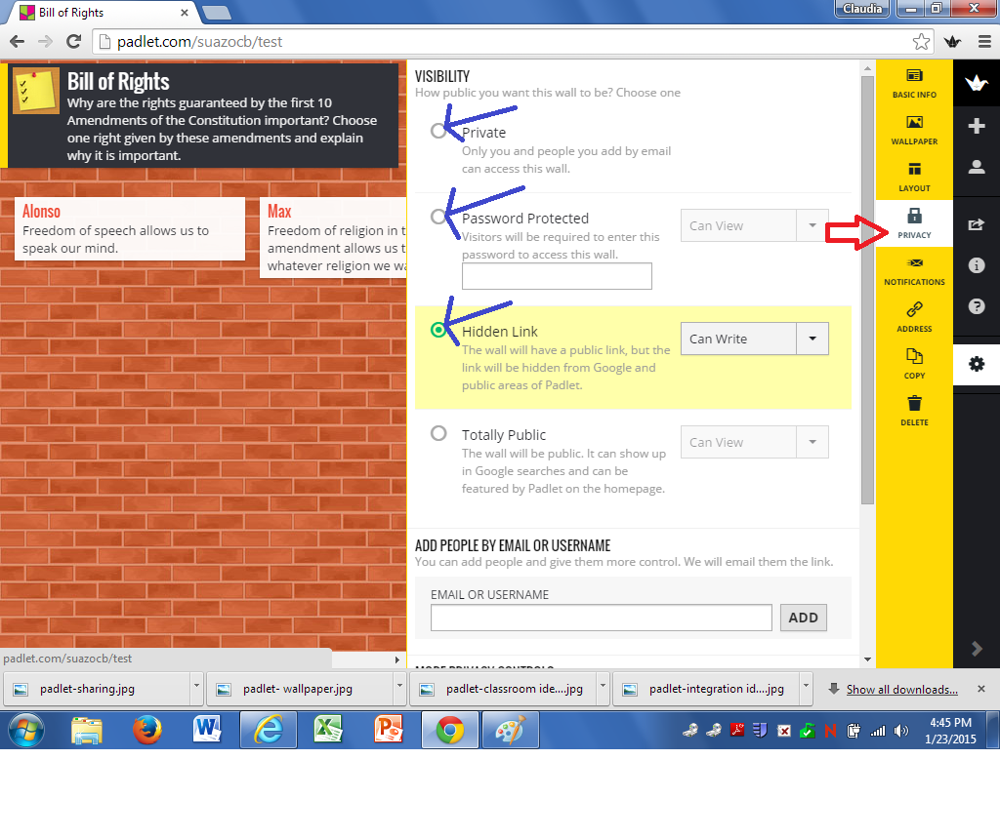 Bill of Rights
Claudia
padlet.com/suazocb/test
Bill of Rights
Why are the rights guaranteed by the first 10
Amendments of the Constitution important? Choose
one right given by these amendments and explain
why it is important.
Alonso
Freedom of speech allows us to
speak our mind.
Max
Freedom of religion in t
amendment allows us t
whatever religion we wa
VISIBILITY
How public you want this wall to be? Choose one
Private
Only you and people you add by email
can access this wall.
Password Protected
Can View
Visitors will be required to enter this
password to access this wall.
Hidden Link
Can Write
The wall will have a public link, but the
link will be hidden from Google and
public areas of Padlet.
Totally Public
Can View
The wall will be public. It can show up
in Google searches and can be
featured by Padlet on the homepage.
ADD PEOPLE BY EMAIL OR USERNAME
You can add people and give them more control. We will email them the link.
EMAIL OR USERNAME
ADD
BASIC INFO
WALLPAPER
LAYOUT
PRIVACY
NOTIFICATIONS
ADDRESS
COPY
DELETE
padlet.com/suazocb/test
padlet-sharing.jpg
padlet- wallpaper.jpg
padlet-classroom ide....jpg
padlet-integration id....jpg
Show all downloads...
4:45 PM
1/23/2015